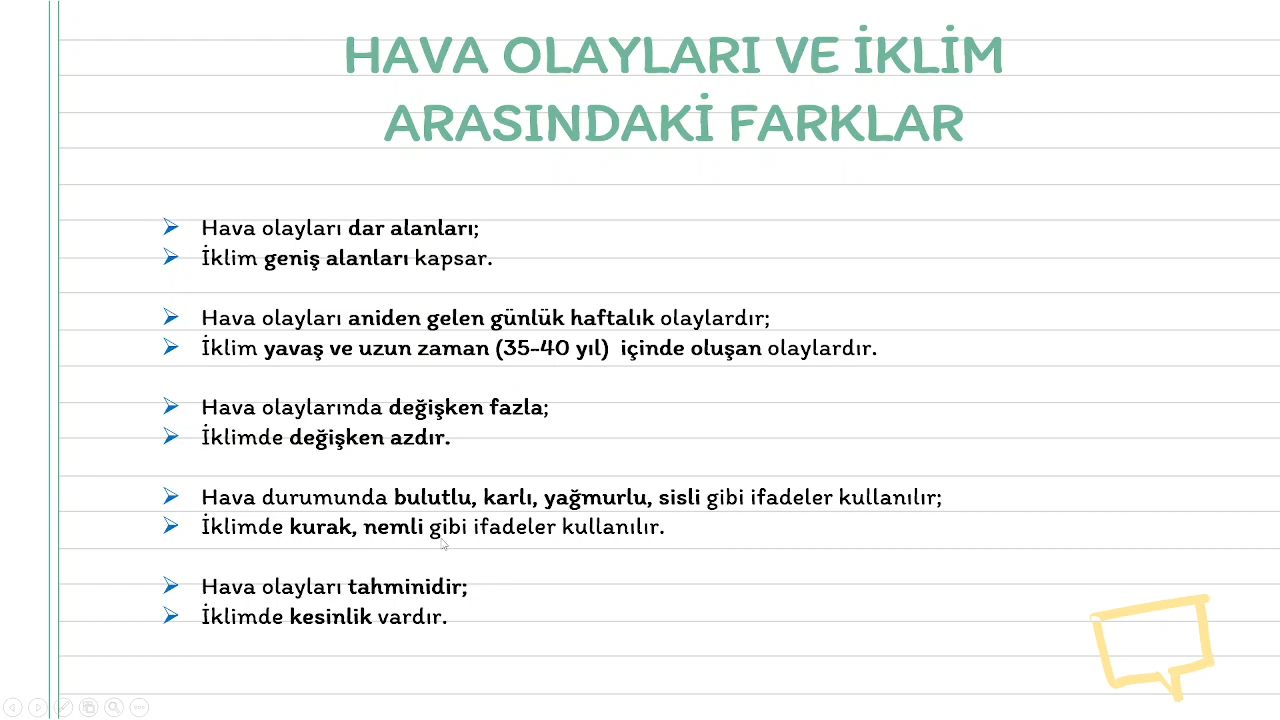 HAVA OLAYLARI VE İKLİM
ARASINDAKİ FARKLAR
Hava olayları dar alanları;
İklim geniş alanları kapsar.
Hava olayları aniden gelen günlük haftalık olaylardır;
İklim yavaş ve uzun zaman (35-40 yıl) içinde oluşan olaylardır.
Hava olaylarında değişken fazla;
İklimde değişken azdır.
Hava durumunda bulutlu, karlı, yağmurlu, sisli gibi ifadeler kullanılır;
İklimde kurak, nemli gibi ifadeler kullanılır.
Hava olayları tahminidir;
İklimde kesinlik vardır.